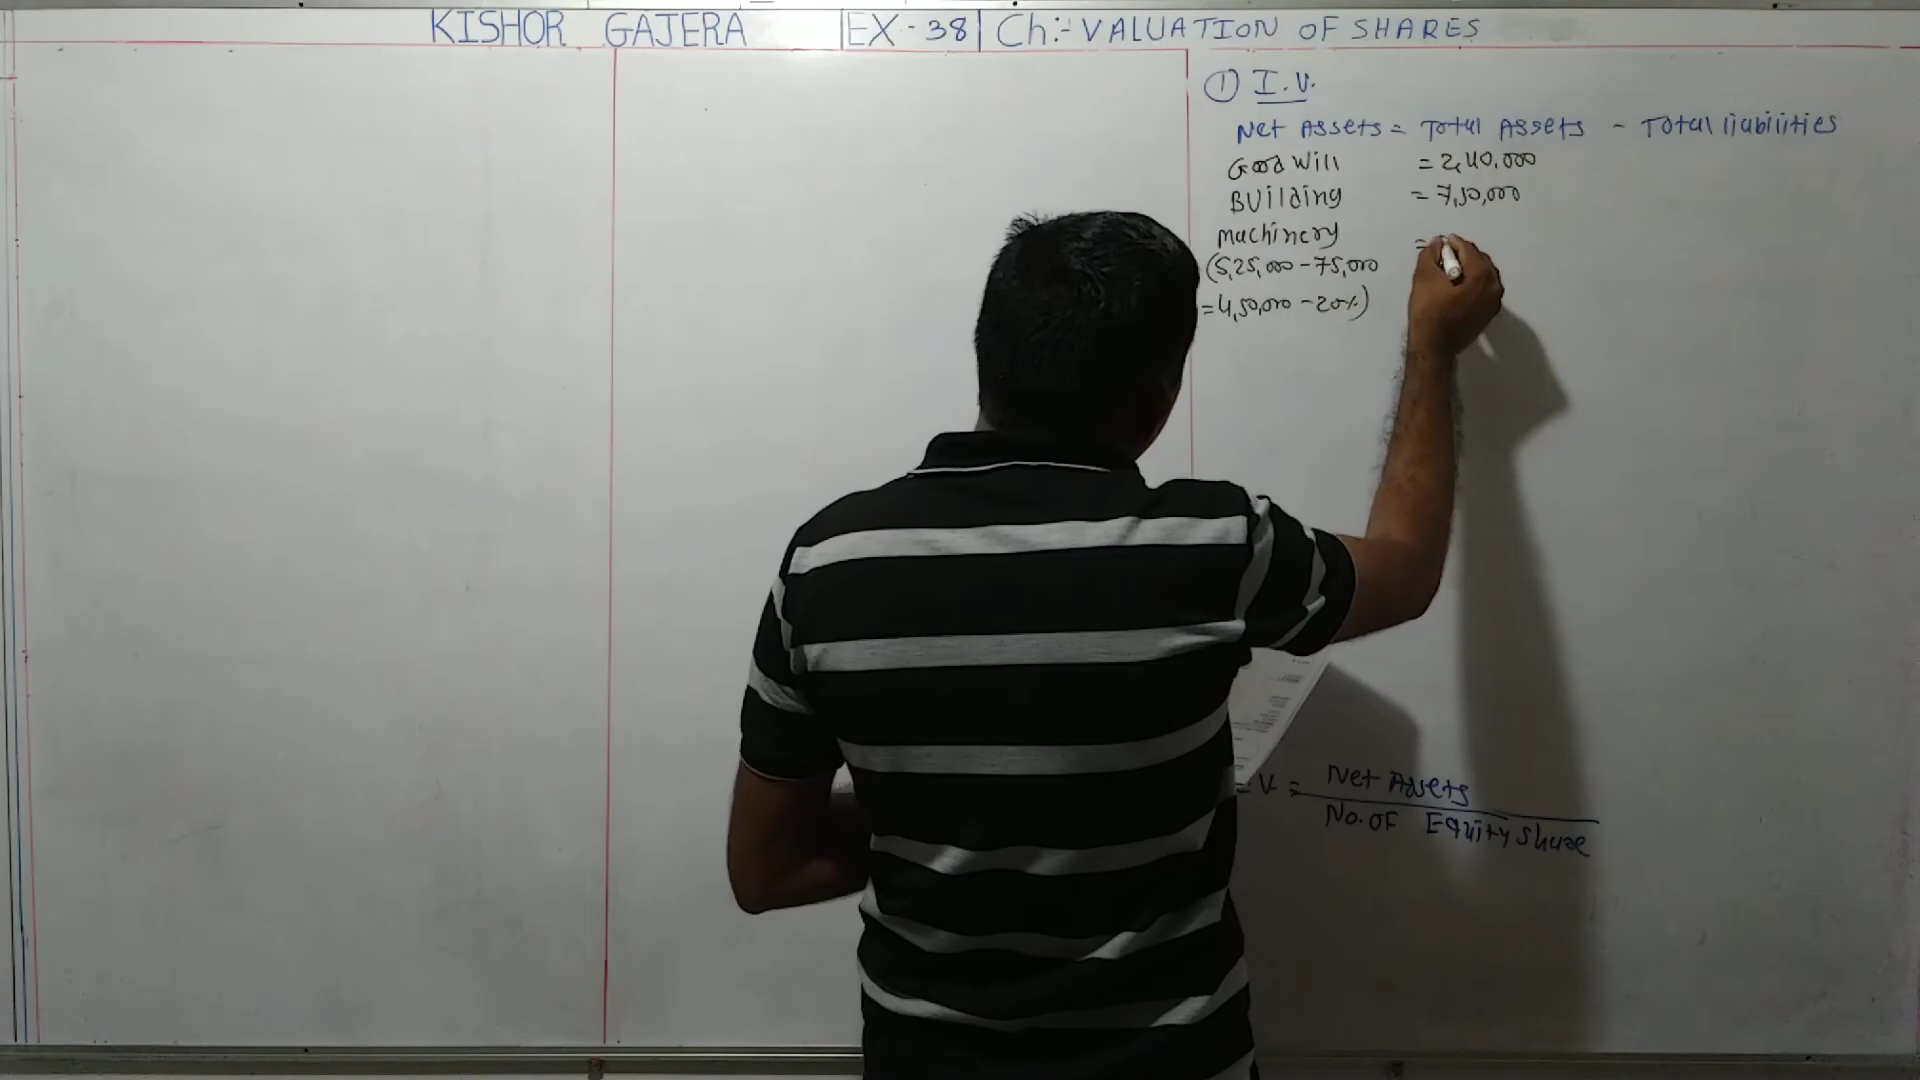 KISHOR GAJERA EX-38 Ch:- VALUATION OF SHARES
① I.V.
Net Assets = Total Assets - Total liabilities
Goodwill = 2,40,000
Building = 7,50,000
Machinery =
(5,25,000 - 75,000
= 4,50,000 - 20%)
V. = Net Assets
No. of Equity Share